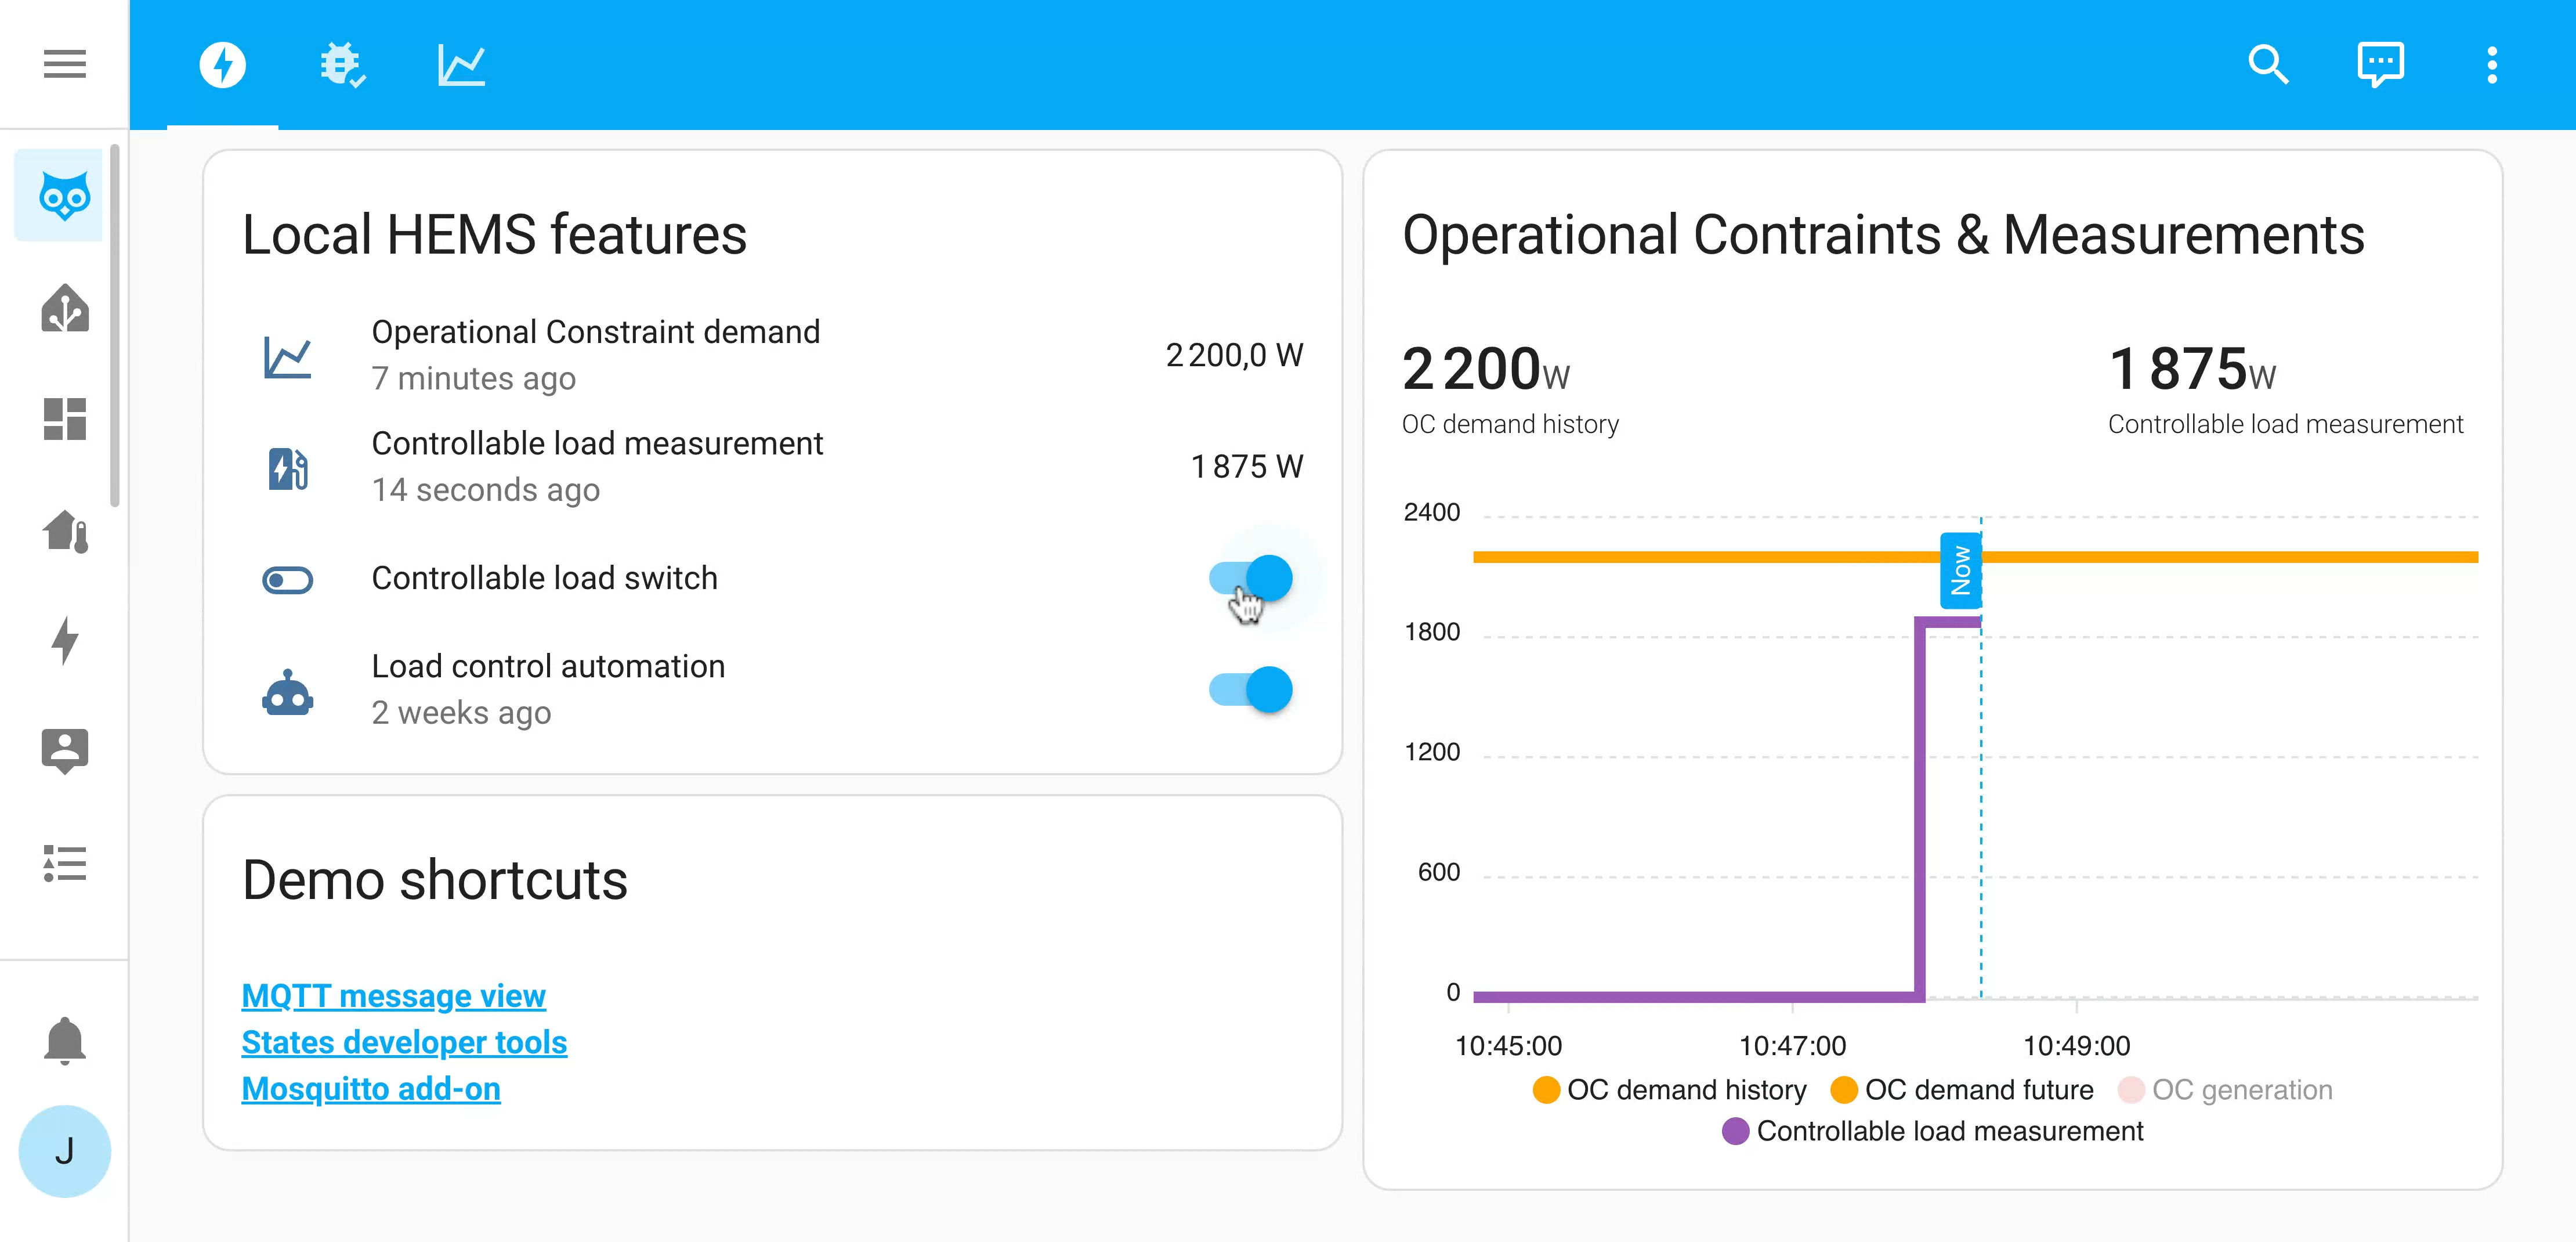 Local HEMS features
Operational Constraint demand
7 minutes ago
2 200,0 W
Controllable load measurement
14 seconds ago
1 875 W
Controllable load switch
Load control automation
2 weeks ago
Demo shortcuts
MQTT message view
States developer tools
Mosquitto add-on
J
Operational Contraints & Measurements
2 200 W
OC demand history
1 875 W
Controllable load measurement
2400
1800
1200
600
0
Now
10:45:00 10:47:00 10:49:00
OC demand history OC demand future OC generation
Controllable load measurement